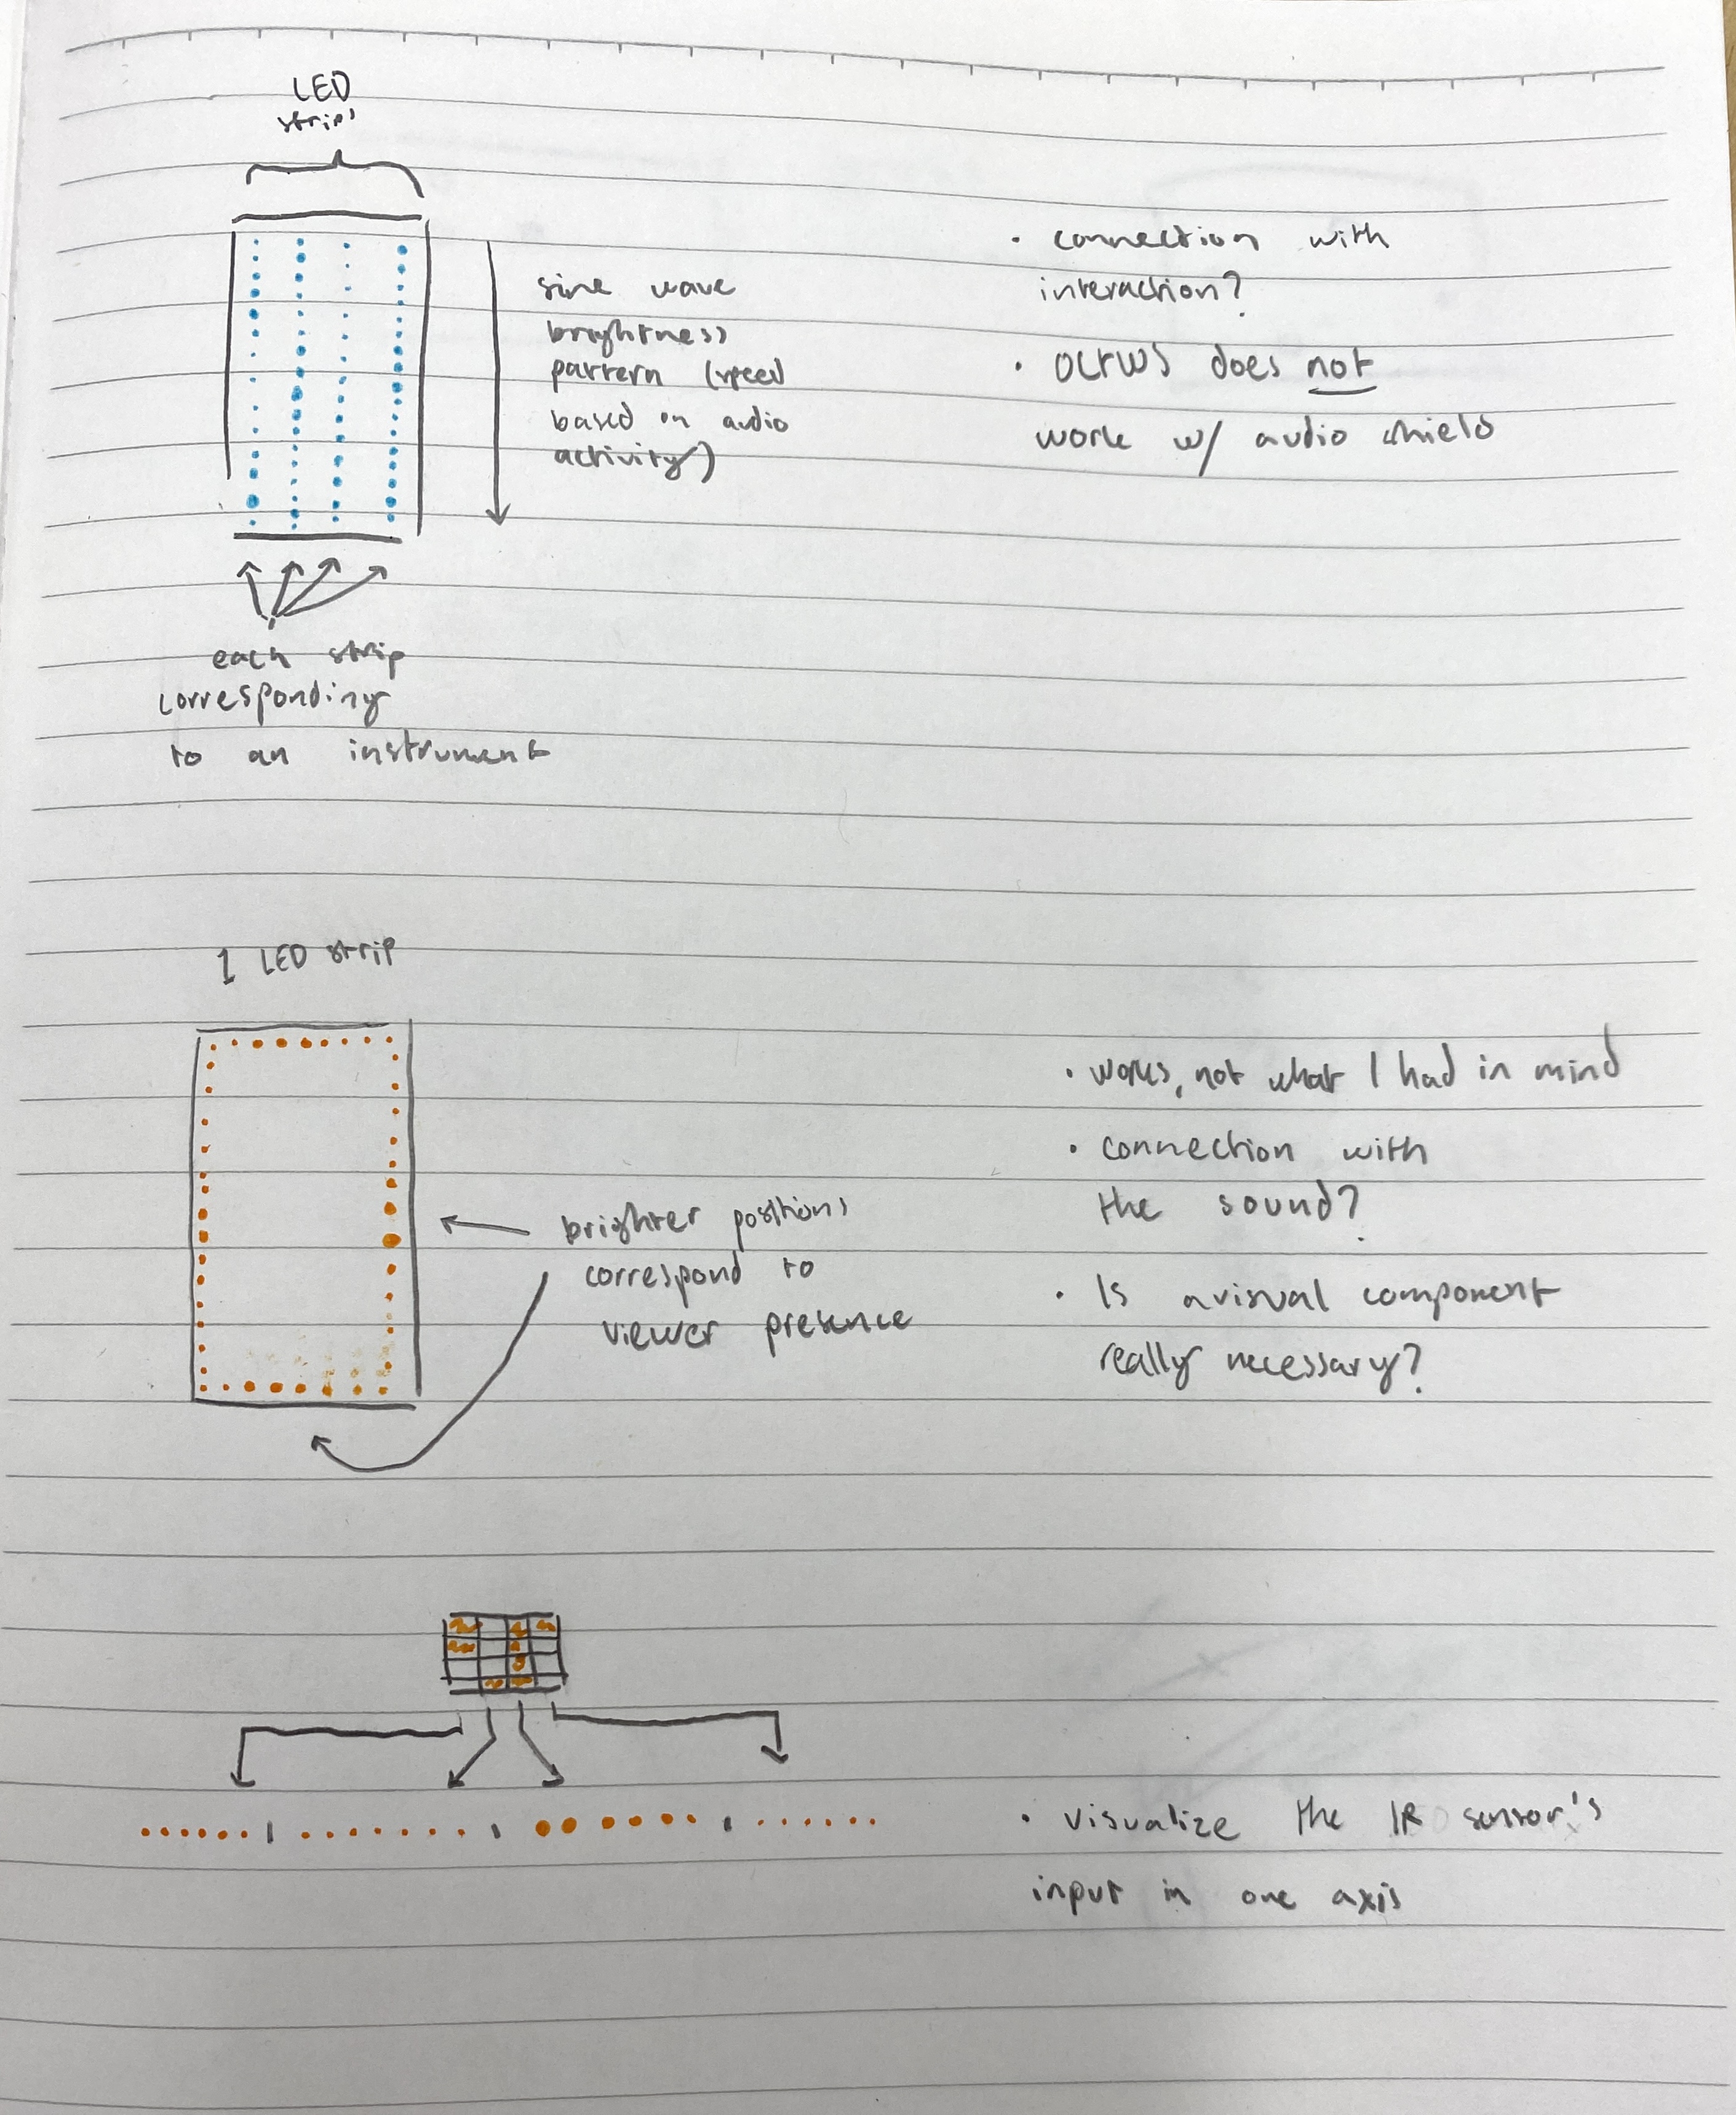 LED
strips
sine wave
brightness
pattern (speed
based on audio
activity)
• connection with
interaction?
• OCTWS does not
work w/ audio shield
each strip
corresponding
to an instrument
1 LED strip
brighter positions
correspond to
viewer presence
• works, not what I had in mind
• connection with
the sound?
• Is a visual component
really necessary?
• visualize the IR sensor's
input in one axis